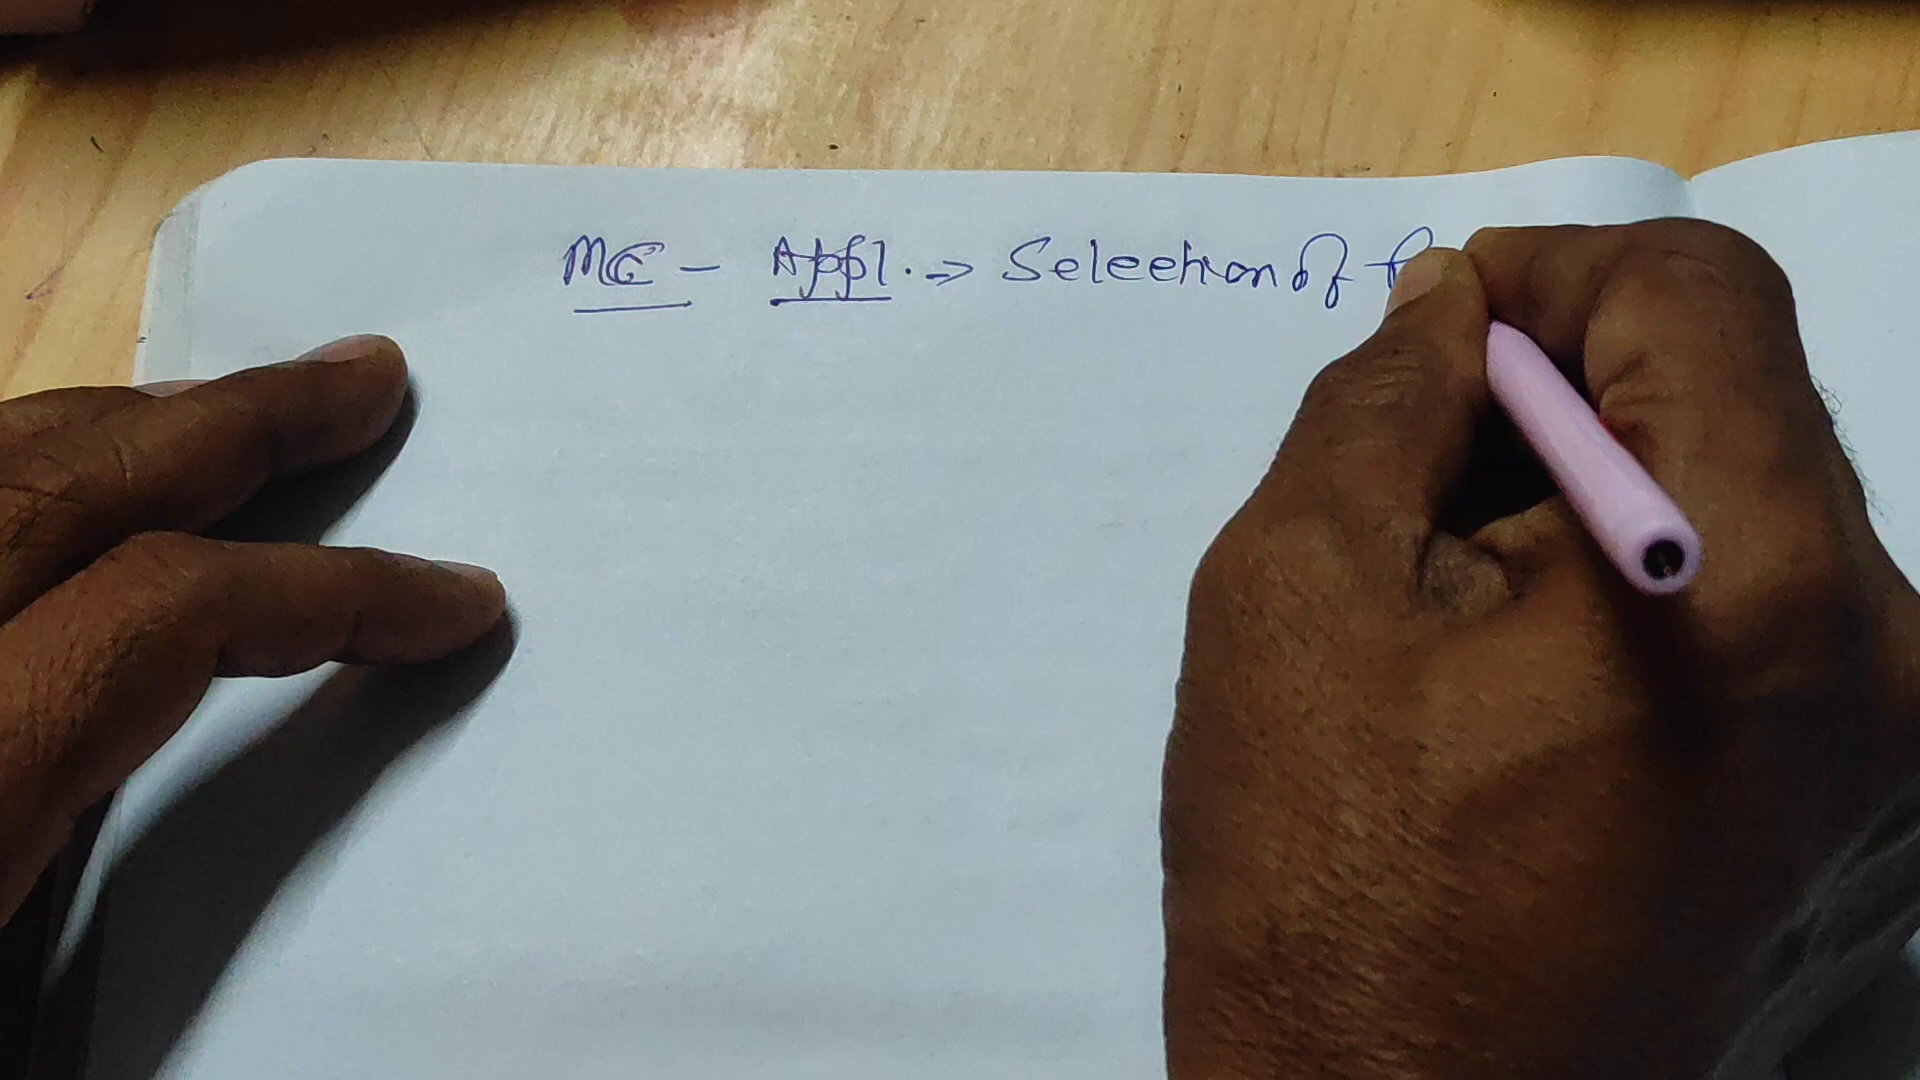 MC - Appl. => Selection of